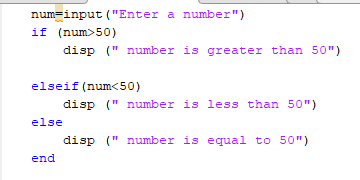 num=input("Enter a number")
if (num>50)
disp (" number is greater than 50")
elseif(num<50)
disp (" number is less than 50")
else
disp (" number is equal to 50")
end